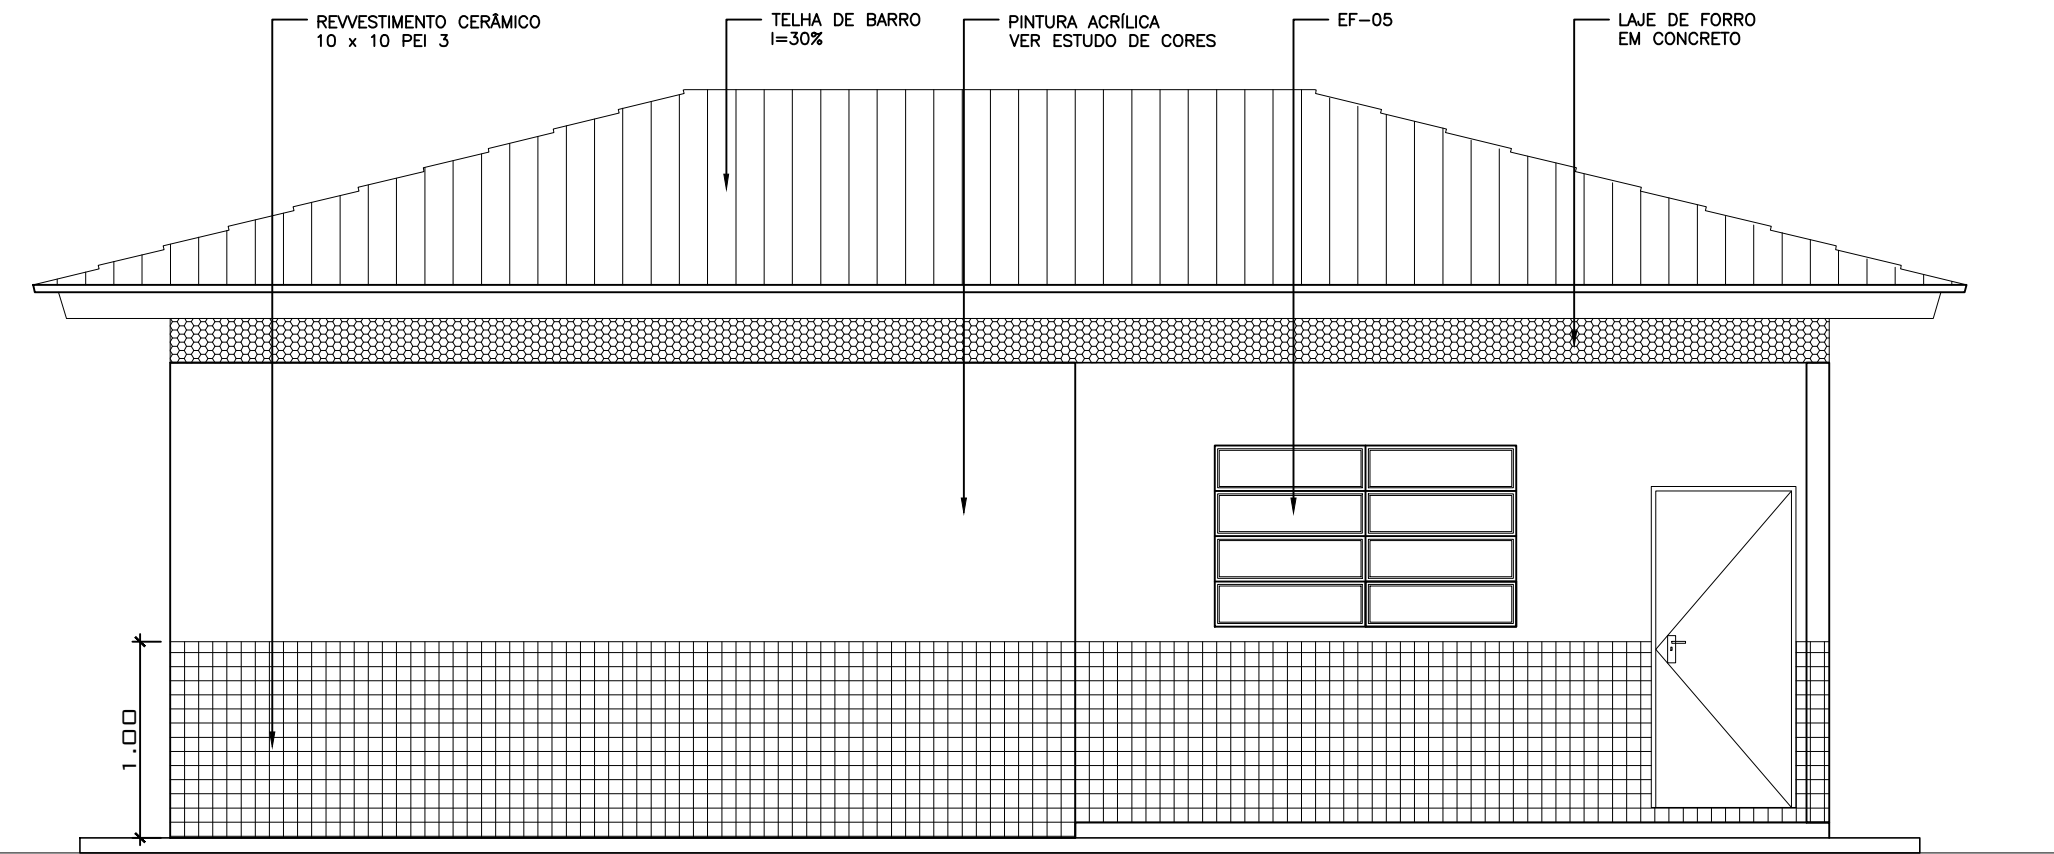 REVVESTIMENTO CERÂMICO
10 x 10 PEI 3
TELHA DE BARRO
I=30%
PINTURA ACRÍLICA
VER ESTUDO DE CORES
EF-05
LAJE DE FORRO
EM CONCRETO
1.00